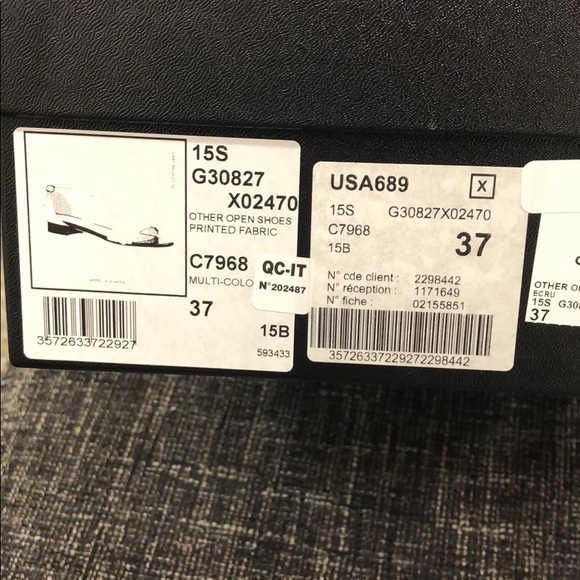 15S
G30827
X02470
OTHER OPEN SHOES
PRINTED FABRIC
C7968
MULTI-COLO
QC-IT
N°202487
37
15B
3572633722927
593433
USA689
X
15S G30827X02470
C7968
15B
37
N° cde client : 2298442
N° réception : 1171649
N° fiche : 02155851
35726337229272298442
OTHER O
ECRU
15S G30
37